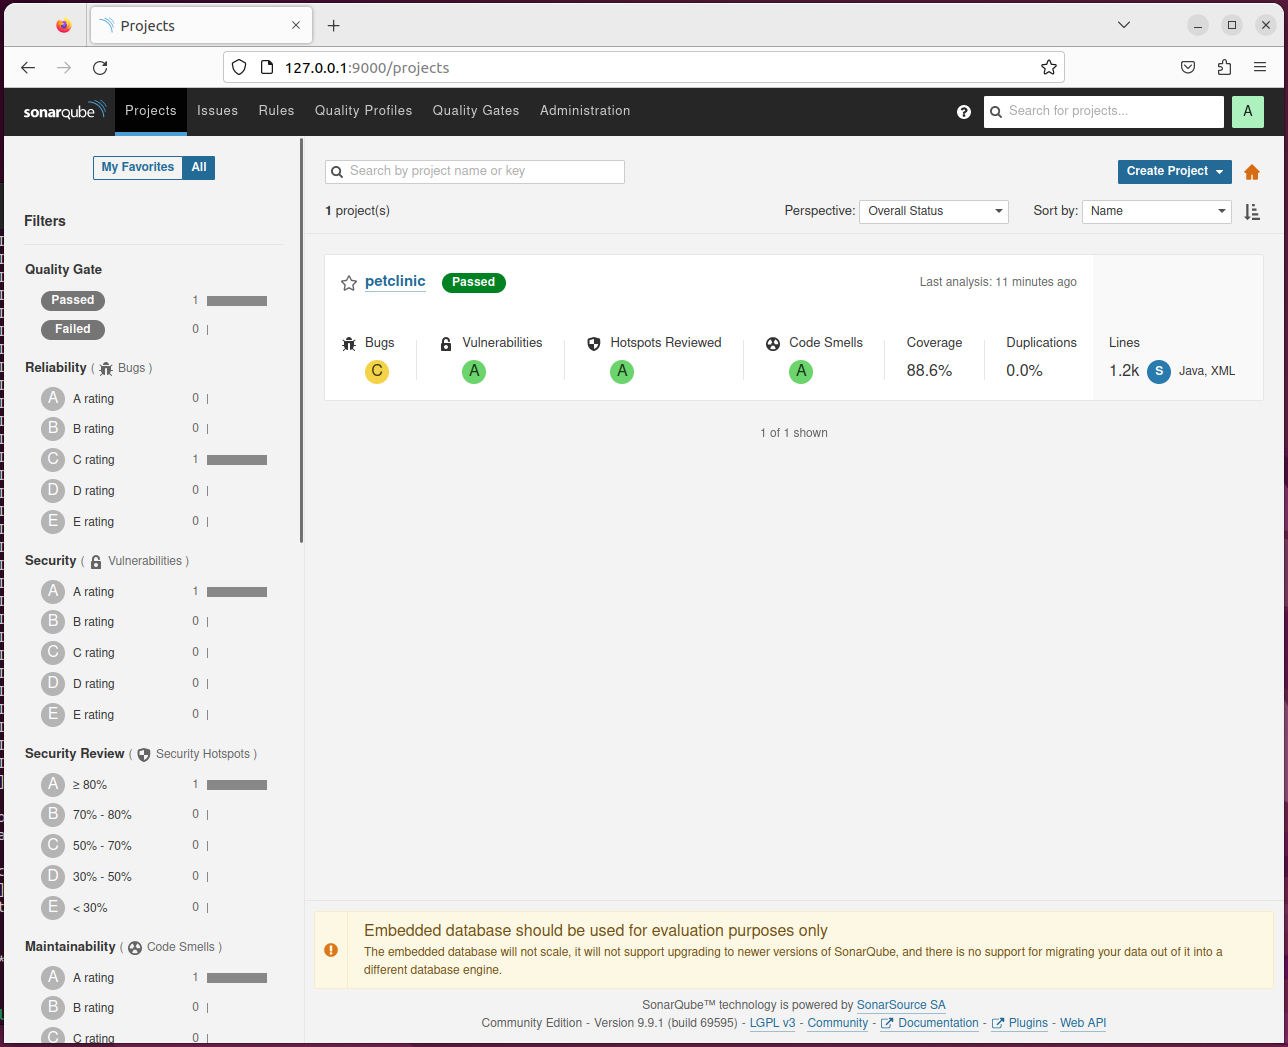 Projects
127.0.0.1:9000/projects
sonarqube Projects Issues Rules Quality Profiles Quality Gates Administration ? Search for projects... A
My Favorites All
Search by project name or key
Create Project
1 project(s)
Perspective: Overall Status
Sort by: Name
Filters
Quality Gate
Passed 1
Failed 0
Reliability ( Bugs )
A A rating 0
B B rating 0
C C rating 1
D D rating 0
E E rating 0
Security ( Vulnerabilities )
A A rating 1
B B rating 0
C C rating 0
D D rating 0
E E rating 0
Security Review ( Security Hotspots )
A ≥ 80% 1
B 70% - 80% 0
C 50% - 70% 0
D 30% - 50% 0
E < 30% 0
Maintainability ( Code Smells )
A A rating 1
B B rating 0
C C rating 0
petclinic Passed
Last analysis: 11 minutes ago
Bugs Vulnerabilities Hotspots Reviewed Code Smells Coverage Duplications Lines
C A A A 88.6% 0.0% 1.2k S Java, XML
1 of 1 shown
Embedded database should be used for evaluation purposes only
The embedded database will not scale, it will not support upgrading to newer versions of SonarQube, and there is no support for migrating your data out of it into a
different database engine.
SonarQube™ technology is powered by SonarSource SA
Community Edition - Version 9.9.1 (build 69595) - LGPL v3 - Community - Documentation - Plugins - Web API